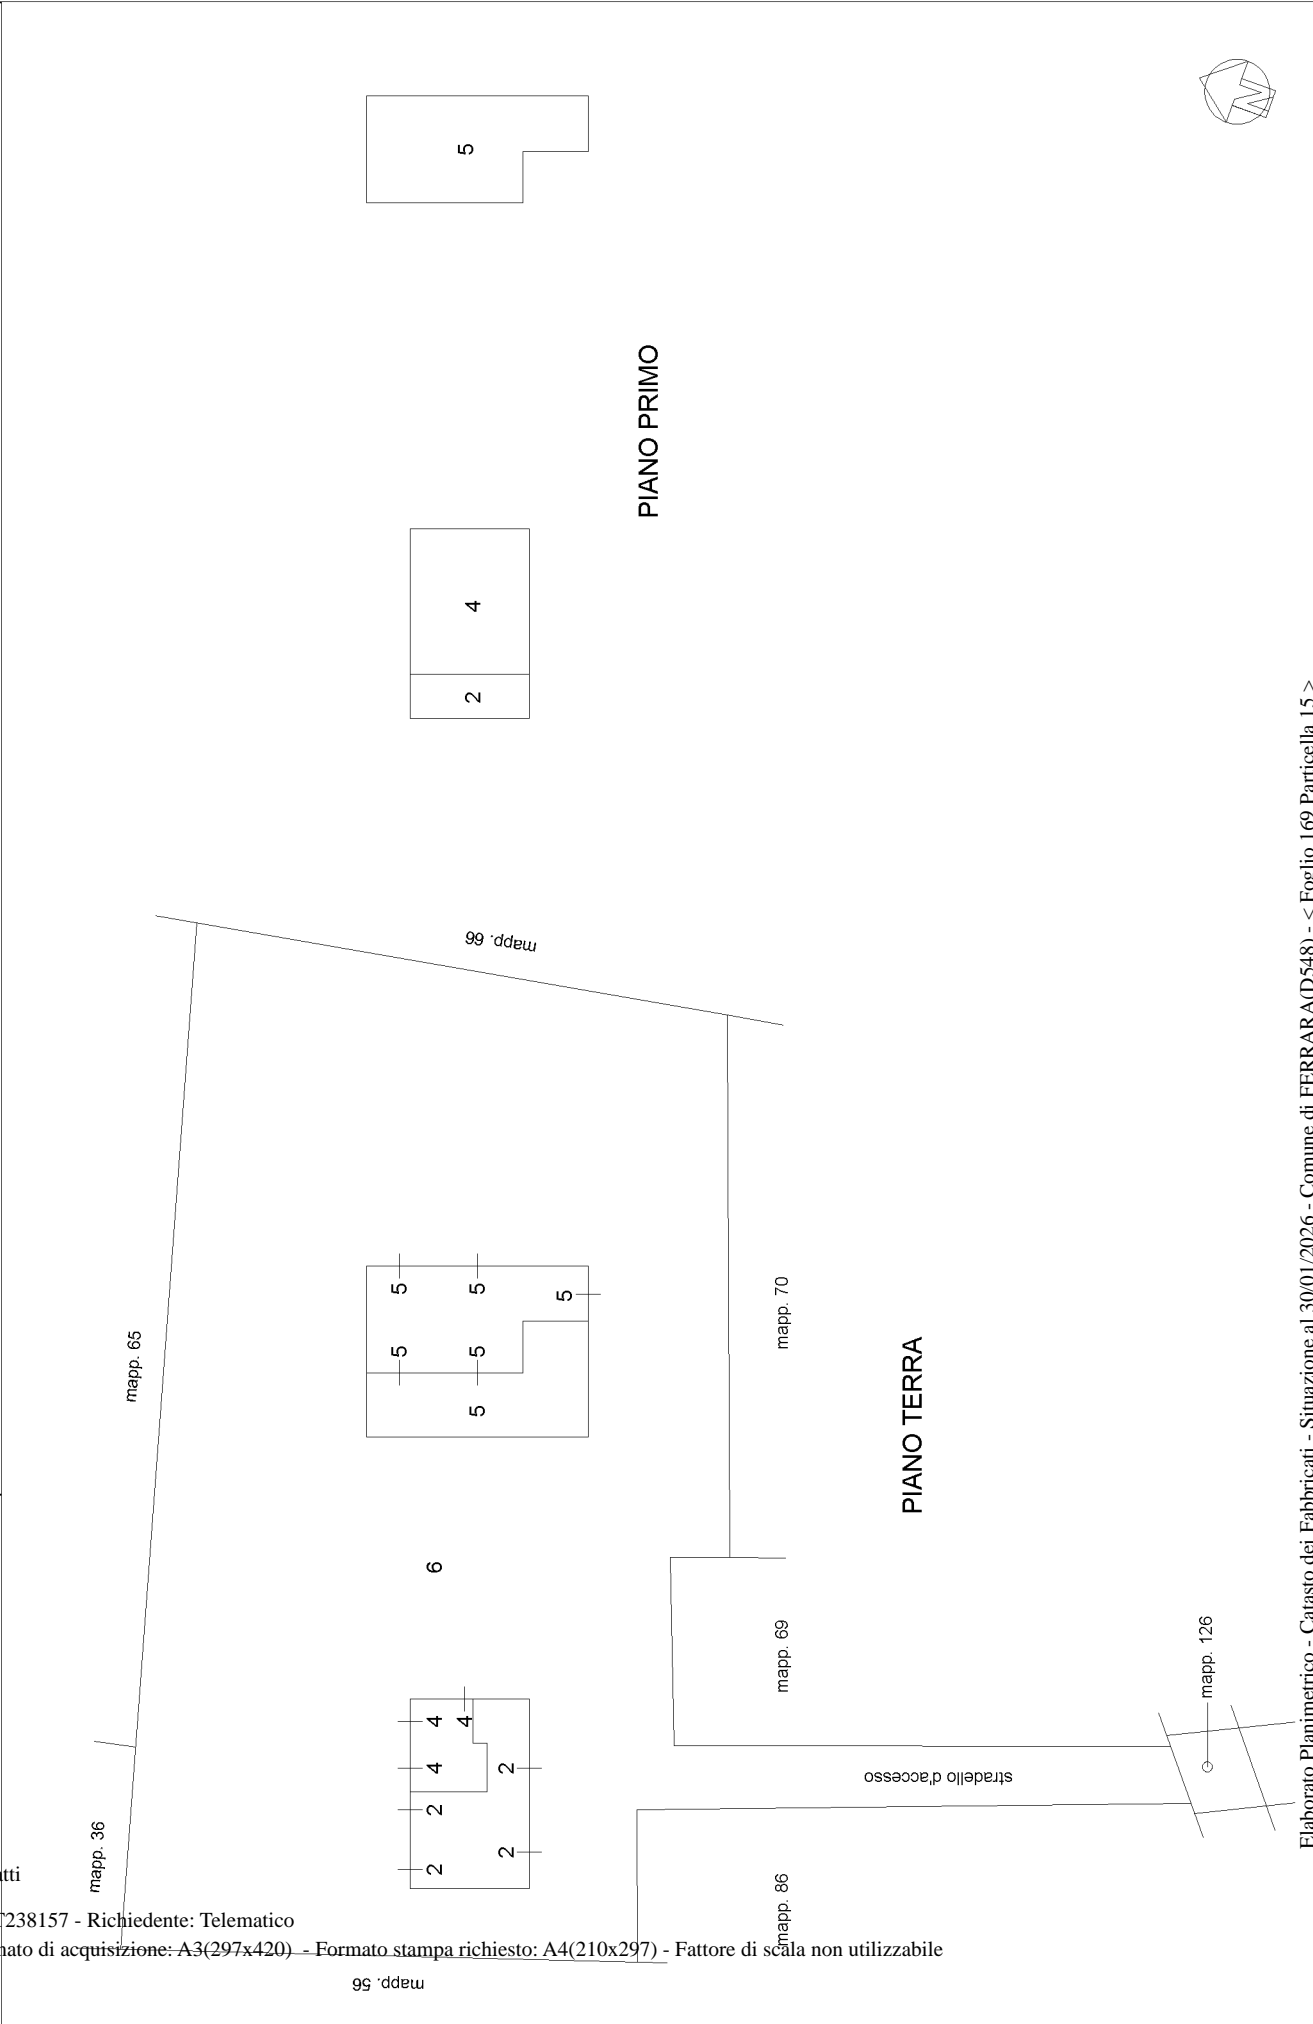 N
5
PIANO PRIMO
4
2
mapp. 66
mapp. 65
5
5
5
5
5
5
mapp. 70
PIANO TERRA
6
mapp. 69
mapp. 126
4
4
4
2
2
2
2
stradello d'accesso
mapp. 36
mapp. 86
mapp. 56
T238157 - Richiedente: Telematico
Formato stampa richiesto: A4(210x297) - Fattore di scala non utilizzabile
di acquisizione: A3(297x420) -
Elaborato Planimetrico - Catasto dei Fabbricati - Situazione al 30/01/2026 - Comune di FERRARA(D548) - < Foglio 169 Particella 15 >